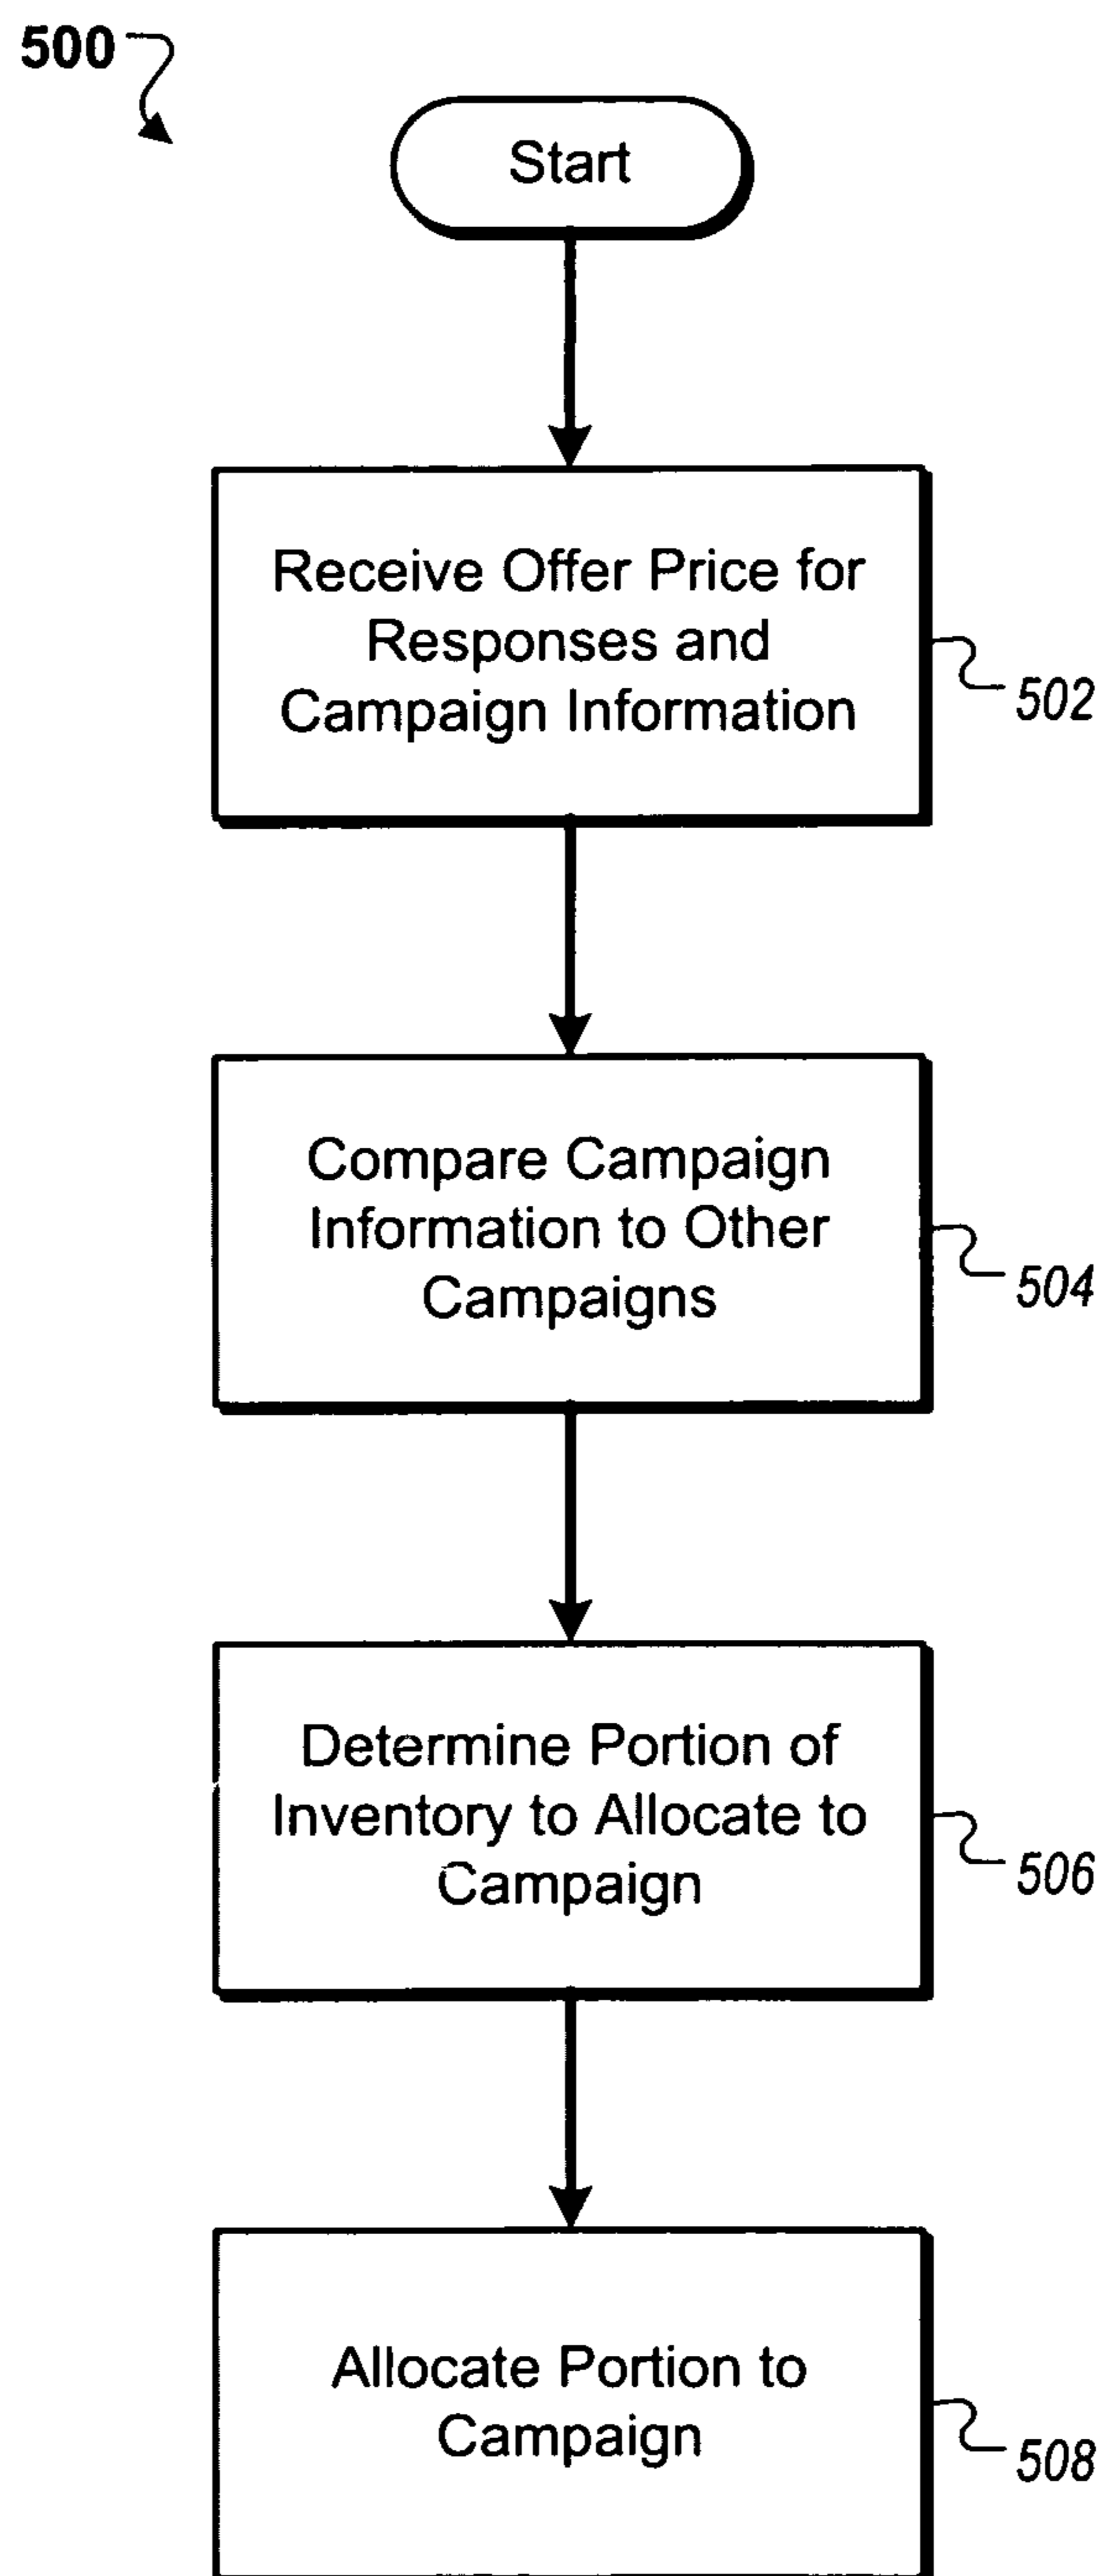 500
Start
Receive Offer Price for
Responses and
Campaign Information
502
Compare Campaign
Information to Other
Campaigns
504
Determine Portion of
Inventory to Allocate to
Campaign
506
Allocate Portion to
Campaign
508